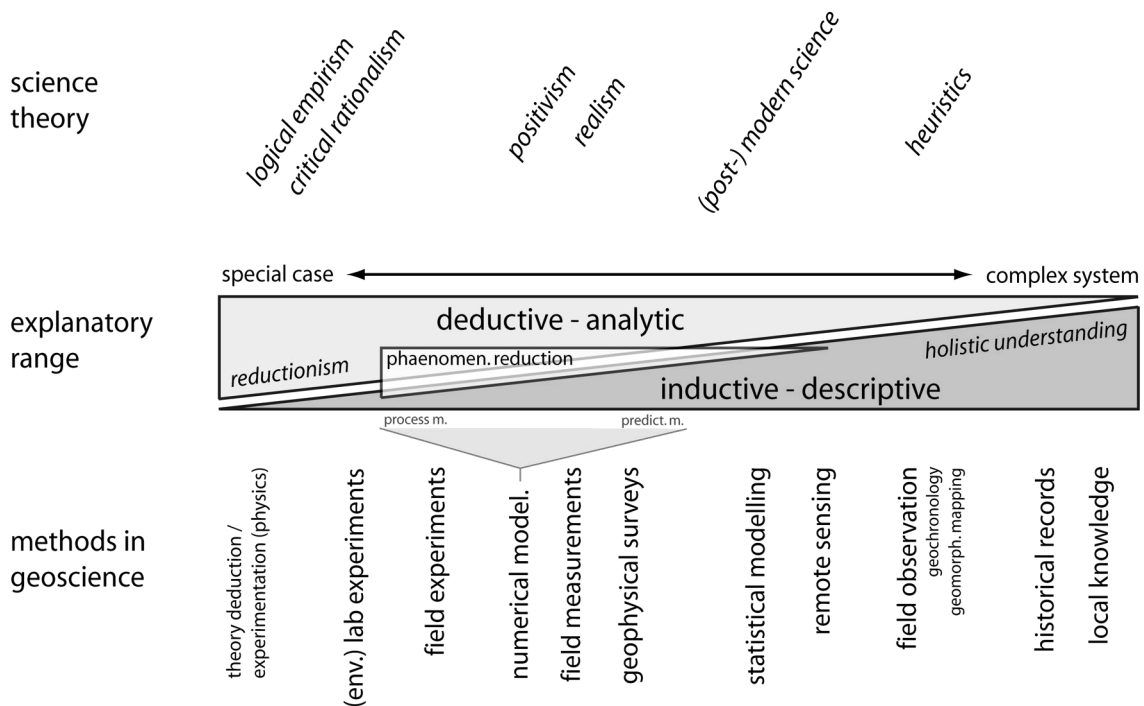 science
theory
logical empirism
critical rationalism
positivism
realism
(post-) modern science
heuristics
special case
complex system
explanatory
range
deductive - analytic
reductionism
phaenomen. reduction
holistic understanding
inductive - descriptive
process m.
predict. m.
methods in
geoscience
theory deduction /
experimentation (physics)
(env.) lab experiments
field experiments
numerical model.
field measurements
geophysical surveys
statistical modelling
remote sensing
field observation
geochronology
geomorph. mapping
historical records
local knowledge